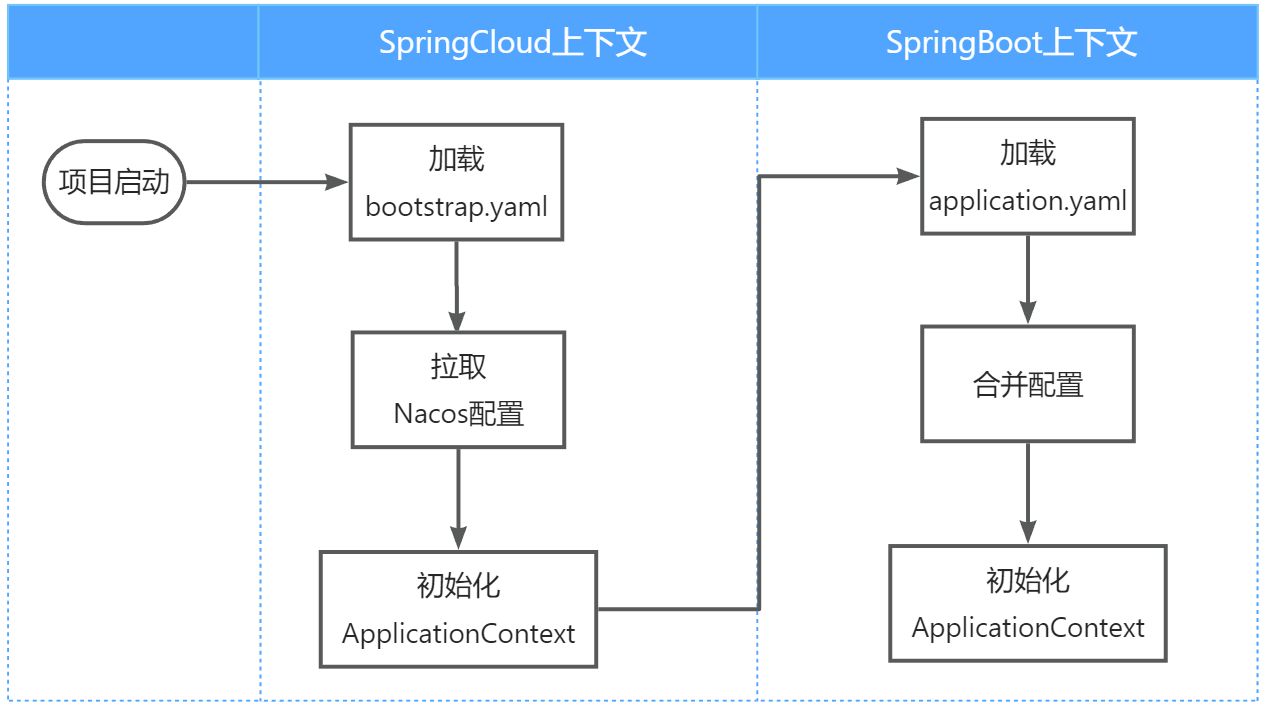 SpringCloud上下文
SpringBoot上下文
项目启动
加载
bootstrap.yaml
拉取
Nacos配置
初始化
ApplicationContext
加载
application.yaml
合并配置
初始化
ApplicationContext